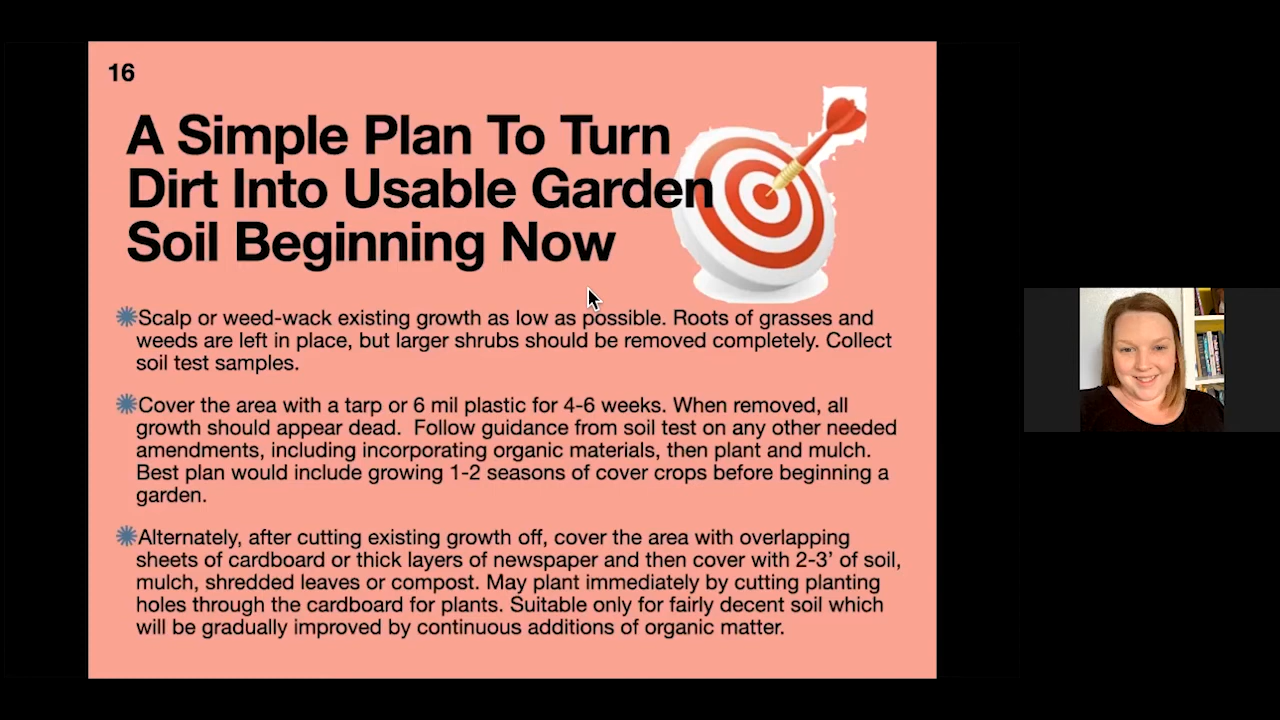 16
A Simple Plan To Turn
Dirt Into Usable Garden
Soil Beginning Now
Scalp or weed-wack existing growth as low as possible. Roots of grasses and
weeds are left in place, but larger shrubs should be removed completely. Collect
soil test samples.
Cover the area with a tarp or 6 mil plastic for 4-6 weeks. When removed, all
growth should appear dead.  Follow guidance from soil test on any other needed
amendments, including incorporating organic materials, then plant and mulch.
Best plan would include growing 1-2 seasons of cover crops before beginning a
garden.
Alternately, after cutting existing growth off, cover the area with overlapping
sheets of cardboard or thick layers of newspaper and then cover with 2-3’ of soil,
mulch, shredded leaves or compost. May plant immediately by cutting planting
holes through the cardboard for plants. Suitable only for fairly decent soil which
will be gradually improved by continuous additions of organic matter.